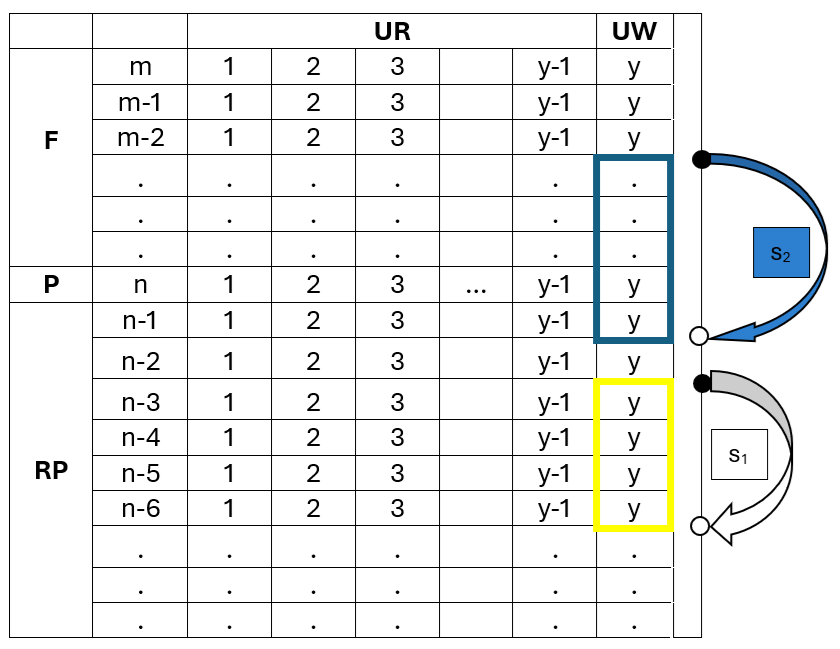 UR UW
m 1 2 3 y-1 y
m-1 1 2 3 y-1 y
F m-2 1 2 3 y-1 y
. . . . . .
. . . . . .
. . . . . .
s2
P n 1 2 3 ... y-1 y
n-1 1 2 3 y-1 y
n-2 1 2 3 y-1 y
n-3 1 2 3 y-1 y
n-4 1 2 3 y-1 y
s1
RP n-5 1 2 3 y-1 y
n-6 1 2 3 y-1 y
. . . . . .
. . . . . .
. . . . . .